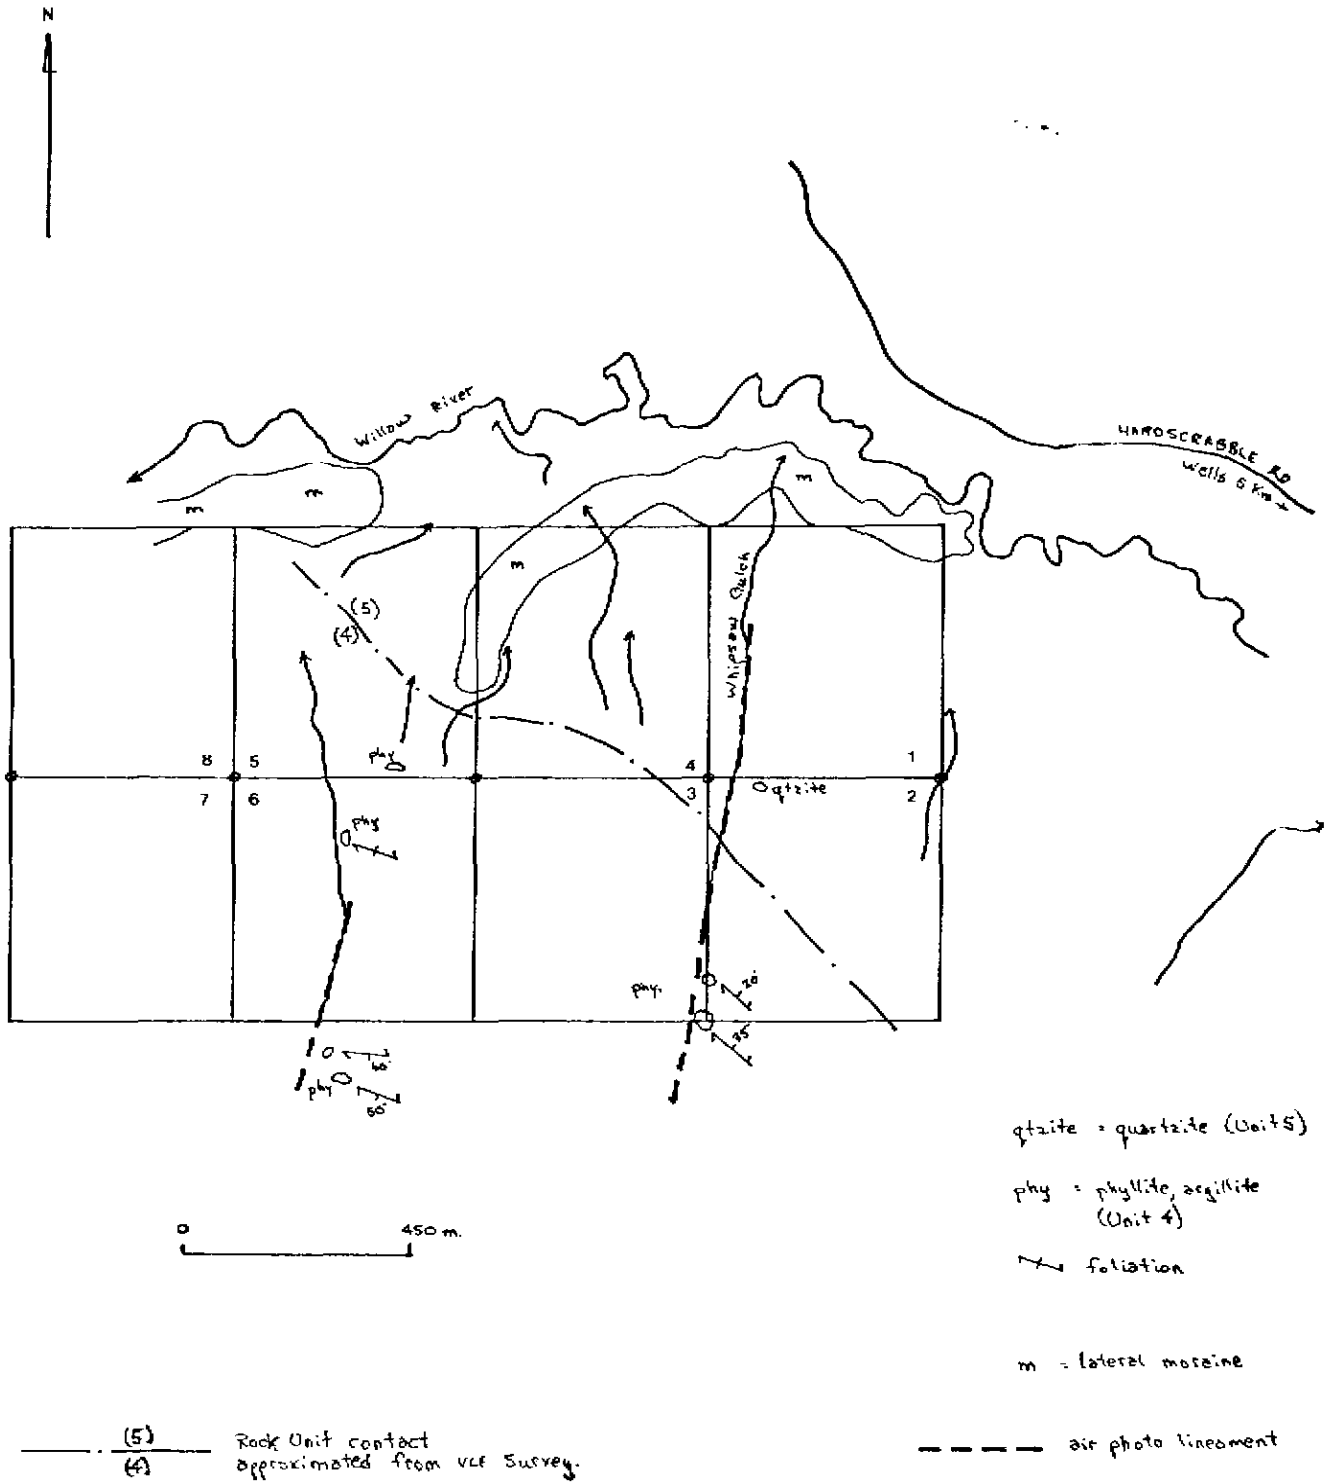 N
Willow River
HARDSCRABBLE RD
Wells 6 Km
m
m
m
m
Whipsaw Gulch
(5)
(4)
phy
8 5
7 6
4
3
1
2
qtzite
phy
phy.
20°
35°
60°
phy
50°
qtzite = quartzite (Unit 5)
phy = phyllite, argillite
(Unit 4)
foliation
0 450 m.
m = lateral moraine
(5)
(4)
Rock Unit contact
approximated from VLF Survey.
air photo lineament